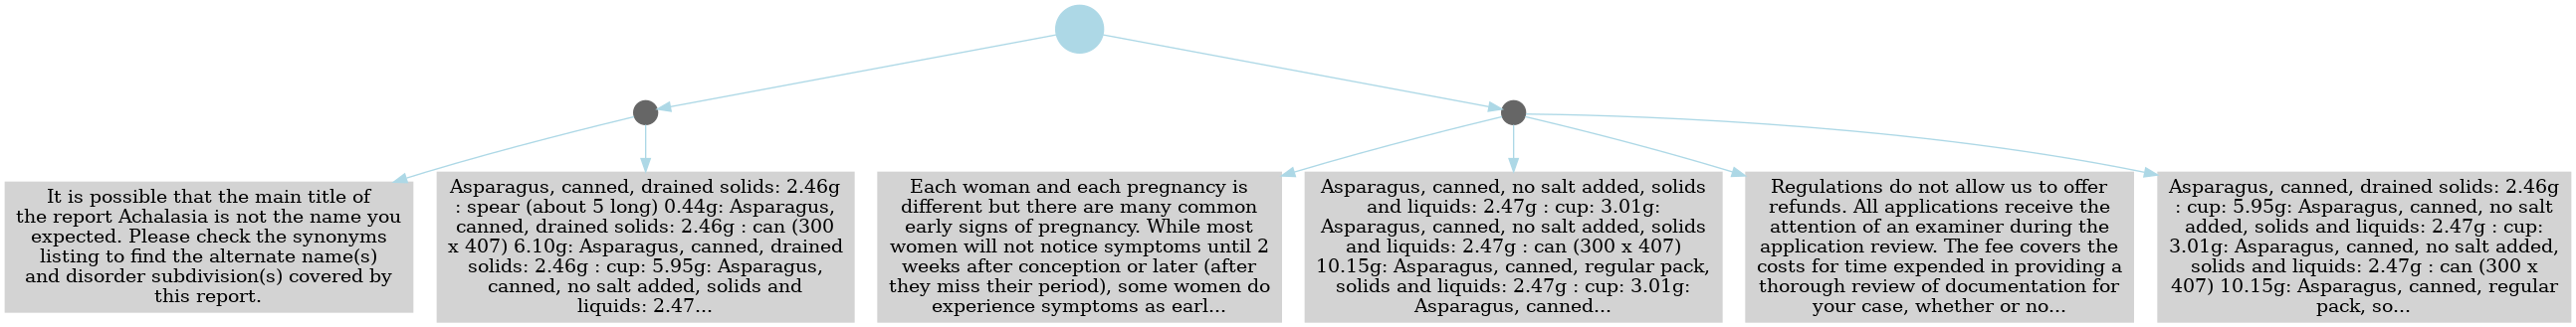 It is possible that the main title of
the report Achalasia is not the name you
expected. Please check the synonyms
listing to find the alternate name(s)
and disorder subdivision(s) covered by
this report.
Asparagus, canned, drained solids: 2.46g
: spear (about 5 long) 0.44g: Asparagus,
canned, drained solids: 2.46g : can (300
x 407) 6.10g: Asparagus, canned, drained
solids: 2.46g : cup: 5.95g: Asparagus,
canned, no salt added, solids and
liquids: 2.47...
Each woman and each pregnancy is
different but there are many common
early signs of pregnancy. While most
women will not notice symptoms until 2
weeks after conception or later (after
they miss their period), some women do
experience symptoms as earl...
Asparagus, canned, no salt added, solids
and liquids: 2.47g : cup: 3.01g:
Asparagus, canned, no salt added, solids
and liquids: 2.47g : can (300 x 407)
10.15g: Asparagus, canned, regular pack,
solids and liquids: 2.47g : cup: 3.01g:
Asparagus, canned...
Regulations do not allow us to offer
refunds. All applications receive the
attention of an examiner during the
application review. The fee covers the
costs for time expended in providing a
thorough review of documentation for
your case, whether or no...
Asparagus, canned, drained solids: 2.46g
: cup: 5.95g: Asparagus, canned, no salt
added, solids and liquids: 2.47g : cup:
3.01g: Asparagus, canned, no salt added,
solids and liquids: 2.47g : can (300 x
407) 10.15g: Asparagus, canned, regular
pack, so...